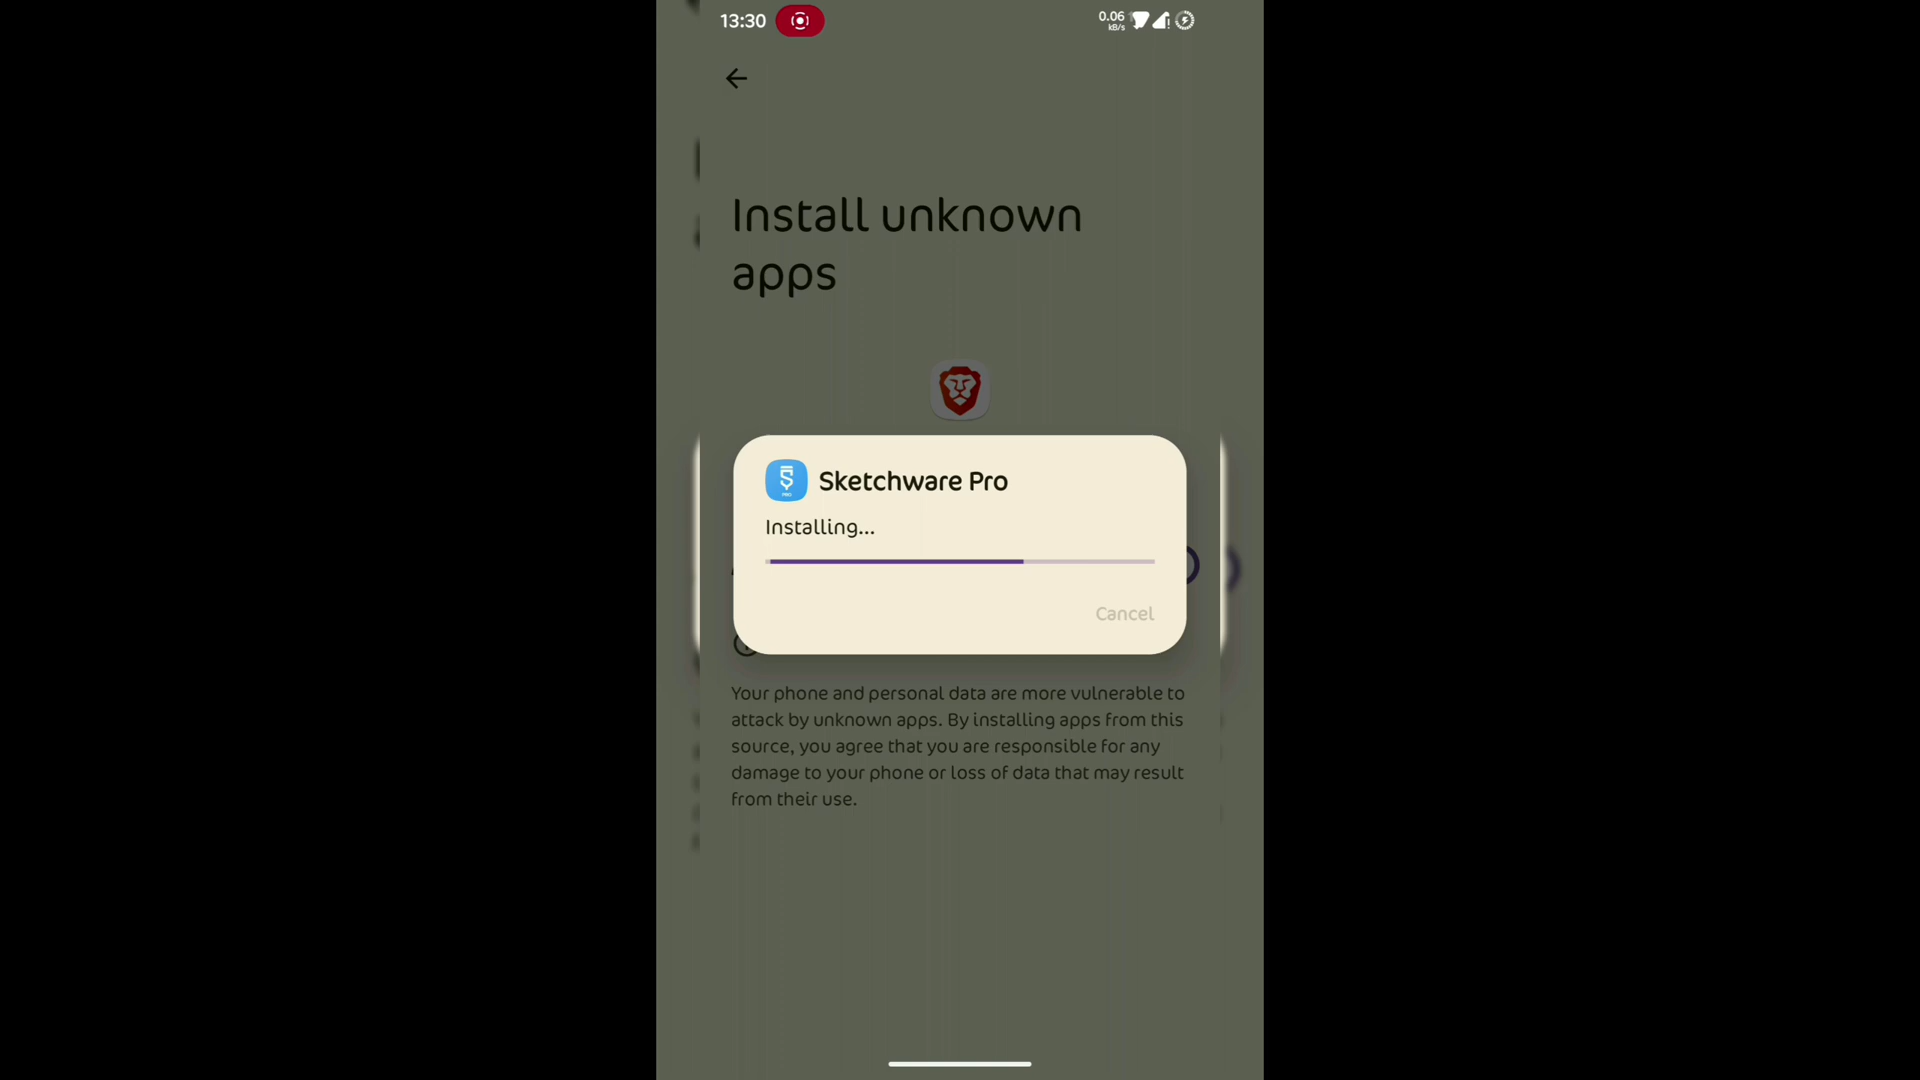 13:30
0.06
kB/s
Install unknown
apps
PRO
Sketchware Pro
Installing...
Cancel
Your phone and personal data are more vulnerable to
attack by unknown apps. By installing apps from this
source, you agree that you are responsible for any
damage to your phone or loss of data that may result
from their use.